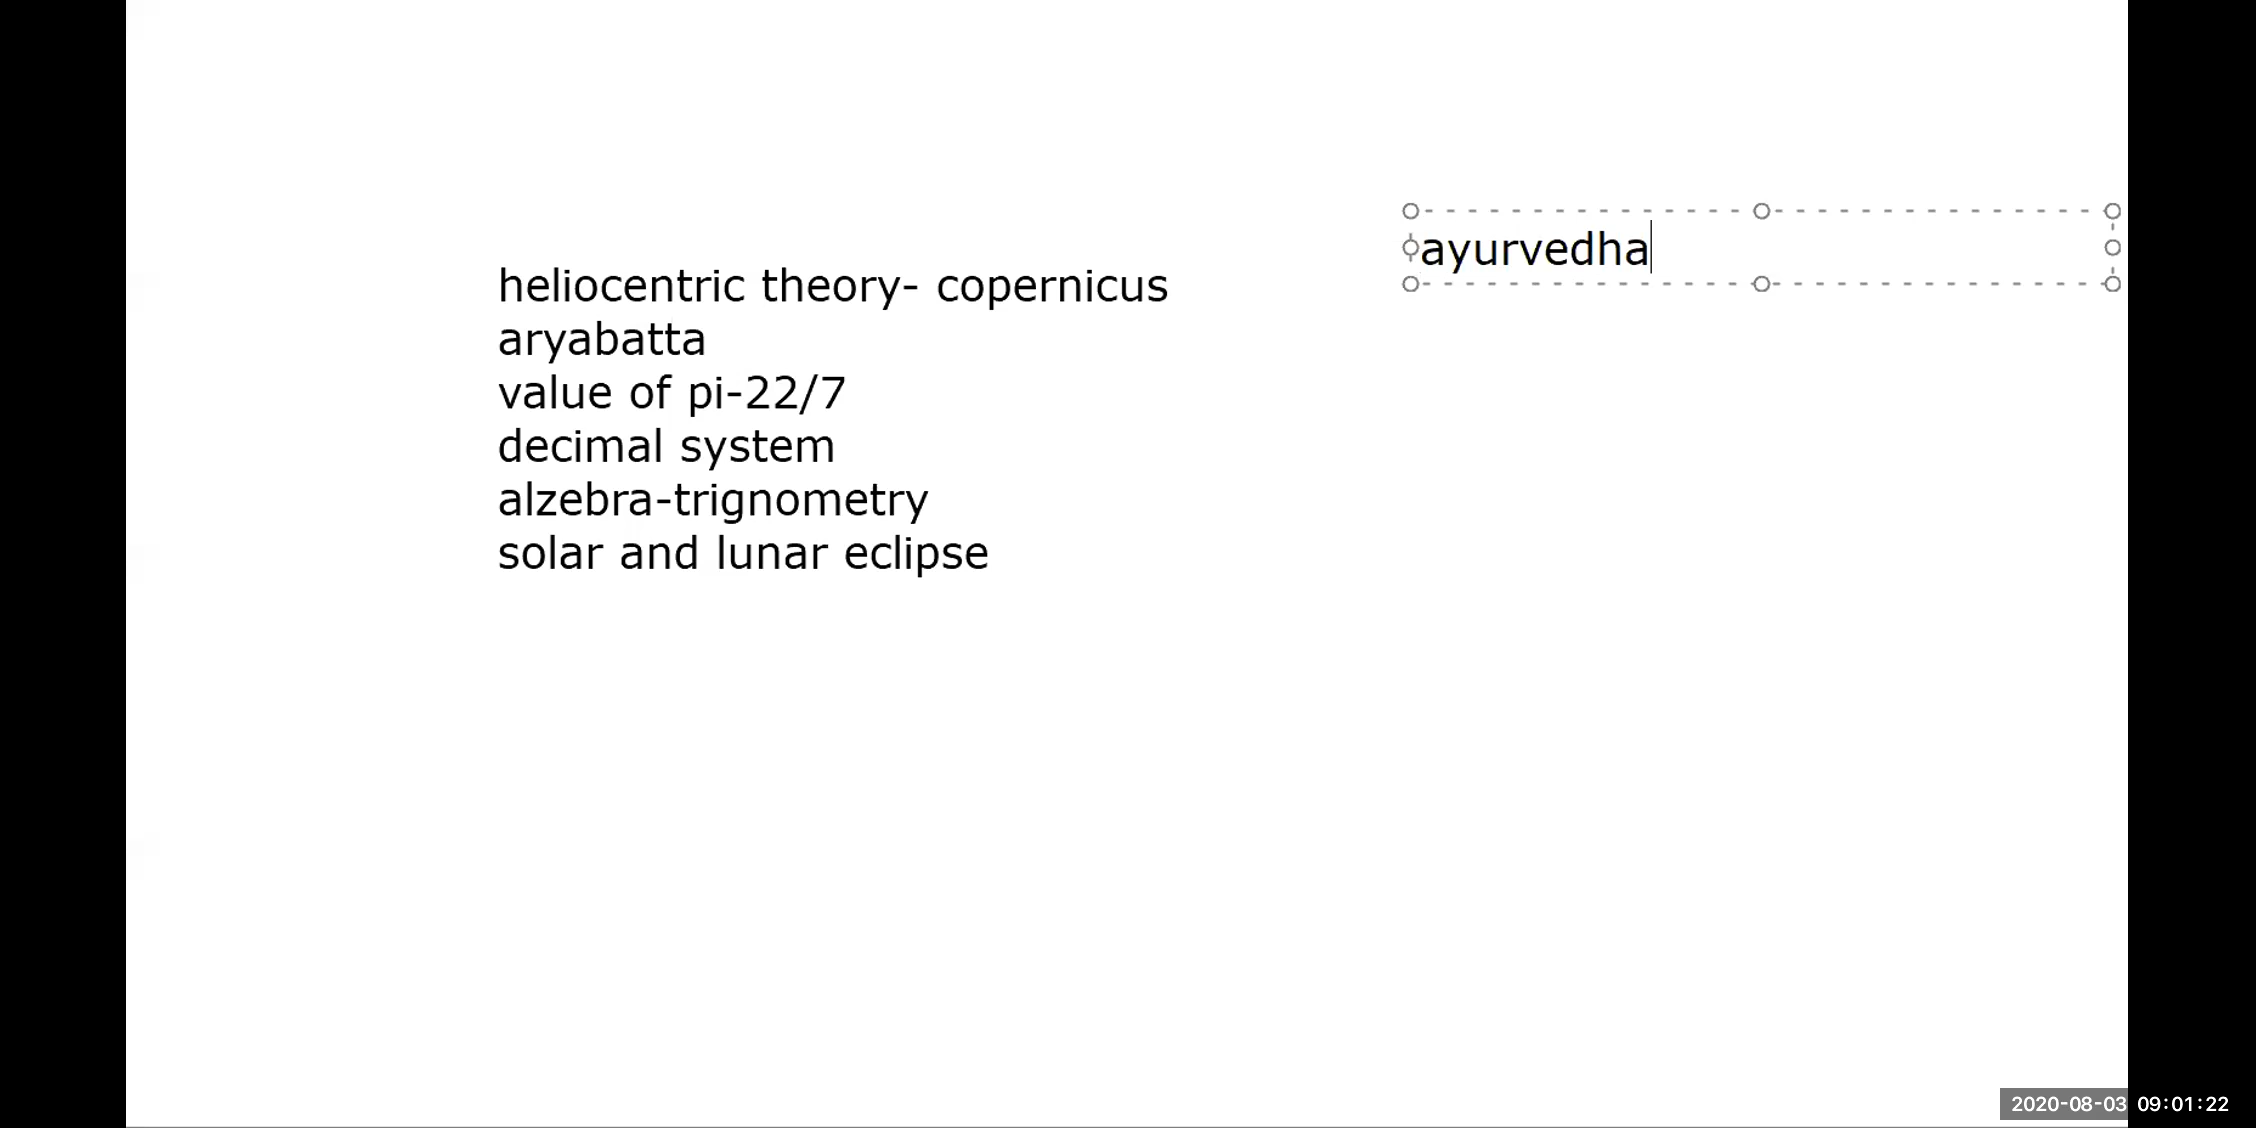 ayurvedha
heliocentric theory- copernicus
aryabatta
value of pi-22/7
decimal system
alzebra-trignometry
solar and lunar eclipse
2020-08-03 09:01:22